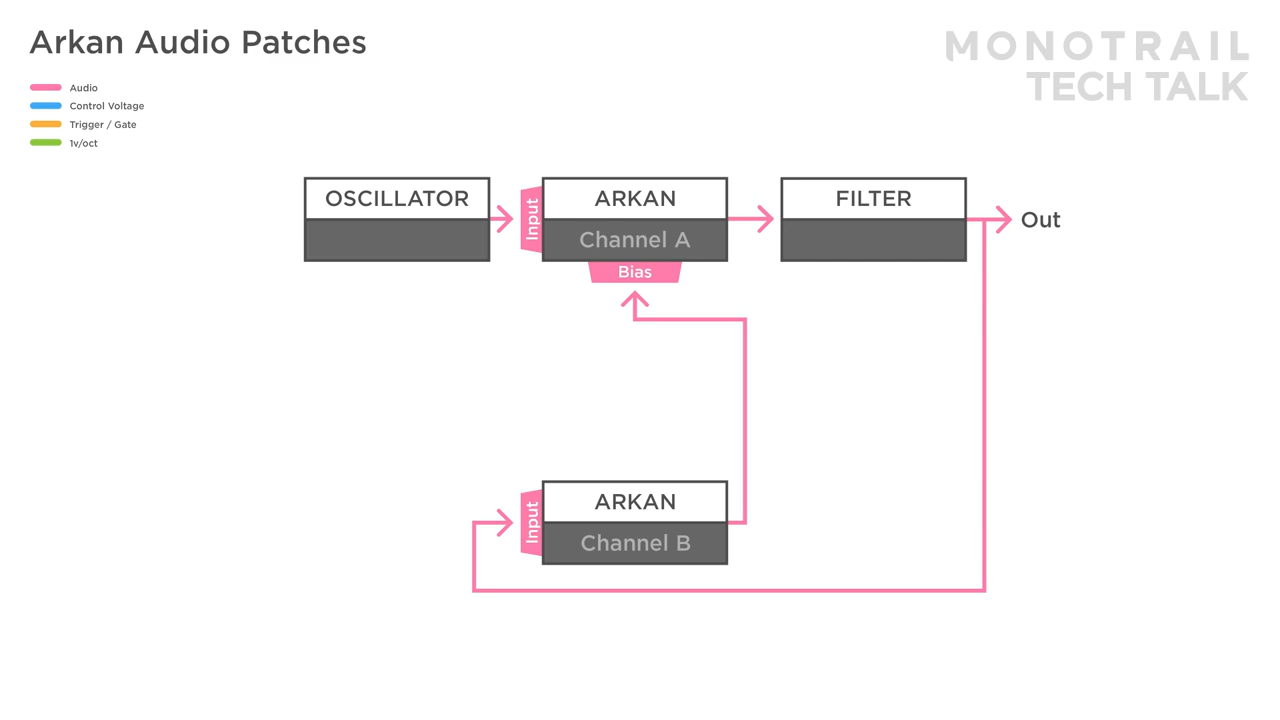 Arkan Audio Patches
MONOTRAIL
TECH TALK
Audio
Control Voltage
Trigger / Gate
1v/oct
OSCILLATOR
Input
ARKAN
Channel A
Bias
FILTER
Out
Input
ARKAN
Channel B